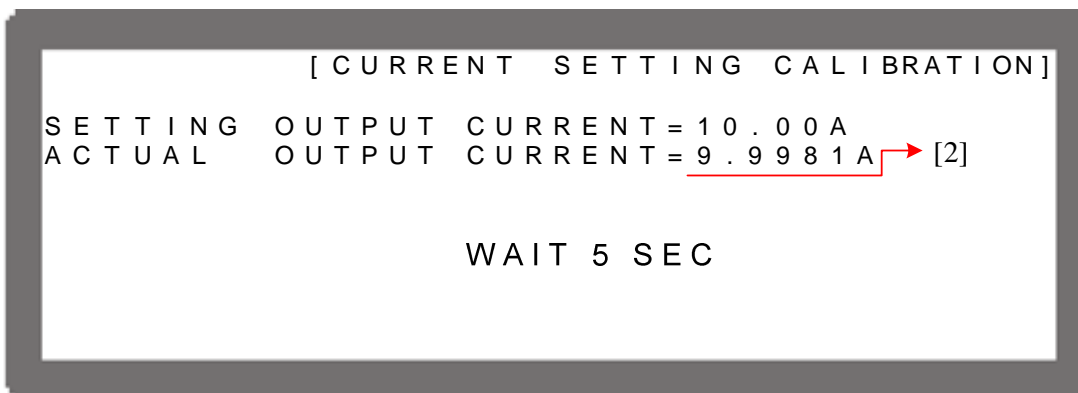 [CURRENT SETTING CALIBRATION]
SETTING OUTPUT CURRENT=10.00A
ACTUAL OUTPUT CURRENT=9.9981A [2]
WAIT 5 SEC